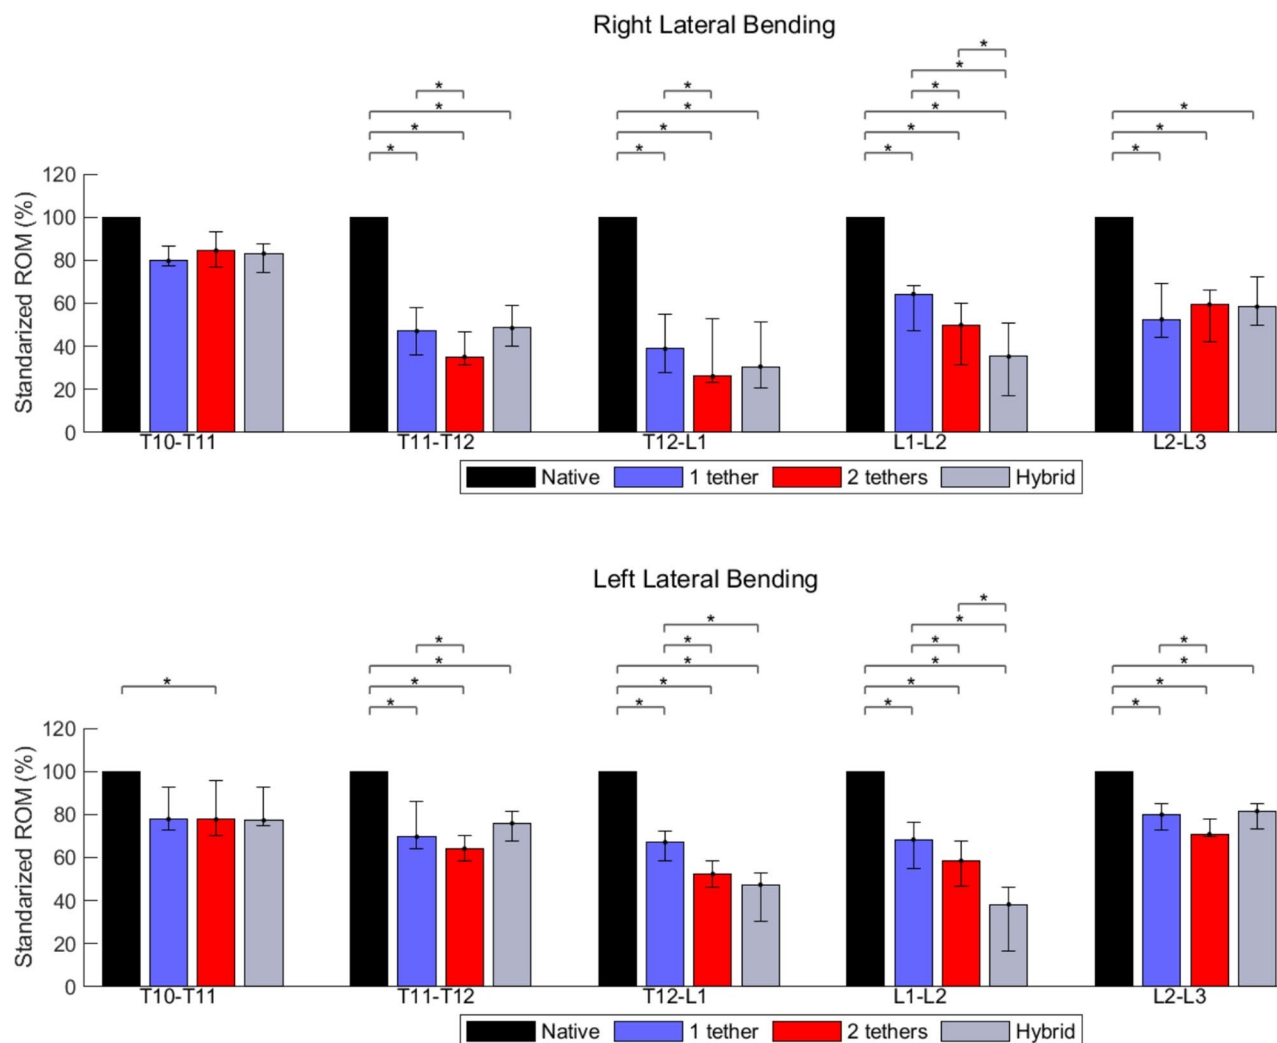 Right Lateral Bending
* *
* * * *
* * * *
* * * *
* * * *
Standarized ROM (%)
120
100
80
60
40
20
0
T10-T11 T11-T12 T12-L1 L1-L2 L2-L3
Native 1 tether 2 tethers Hybrid
Left Lateral Bending
*
* *
* * * *
* * * *
* * * * *
* * * *
Standarized ROM (%)
120
100
80
60
40
20
0
T10-T11 T11-T12 T12-L1 L1-L2 L2-L3
Native 1 tether 2 tethers Hybrid